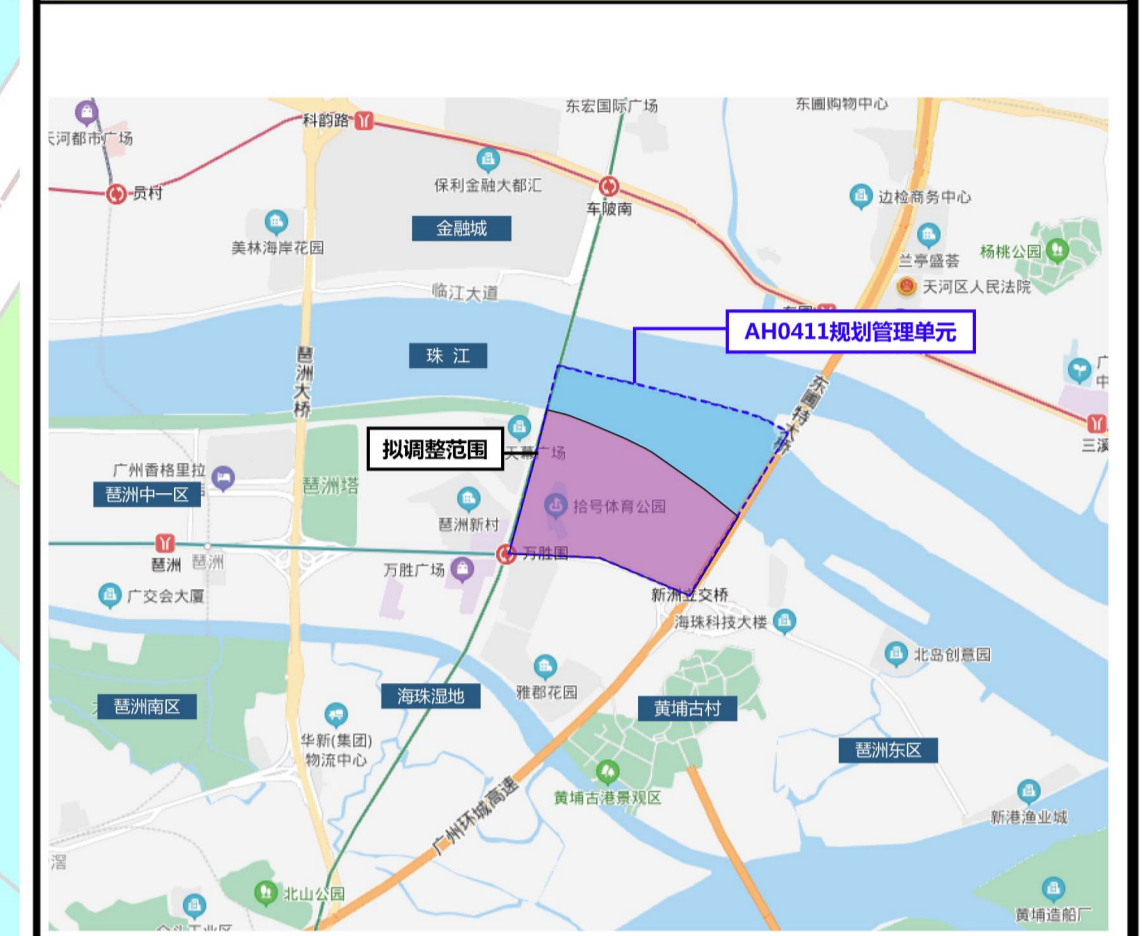 东宏国际广场
东圃购物中心
科韵路
天河都市广场
员村
保利金融大都汇
车陂南
边检商务中心
金融城
美林海岸花园
兰亭盛荟
杨桃公园
天河区人民法院
临江大道
AH0411规划管理单元
珠 江
琶洲大桥
东圃特大桥
三溪
拟调整范围
天幕广场
广州香格里拉
琶洲中一区
琶洲塔
琶洲新村
拾号体育公园
琶洲
琶洲
万胜围
万胜广场
广交会大厦
新洲立交桥
海珠科技大楼
北岛创意园
琶洲南区
海珠湿地
雅郡花园
黄埔古村
华新(集团)
物流中心
琶洲东区
黄埔古港景观区
广州环城高速
新港渔业城
滘
北山公园
黄埔造船厂